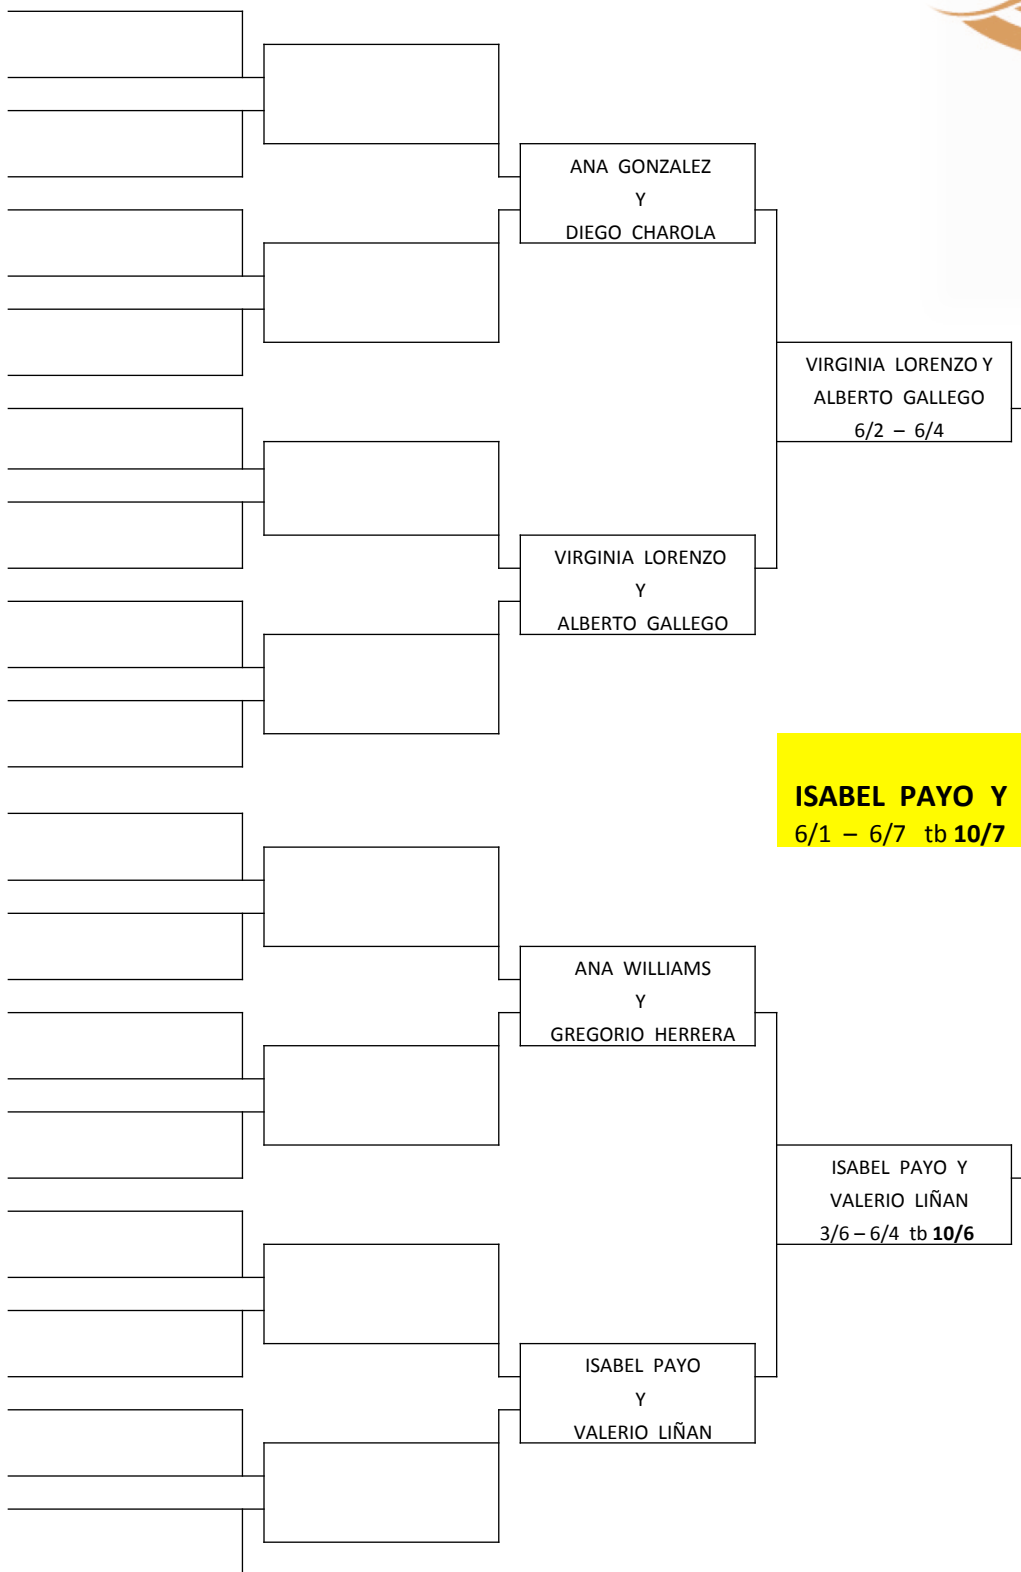 ANA GONZALEZ
Y
DIEGO CHAROLA
VIRGINIA LORENZO Y
ALBERTO GALLEGO
6/2 – 6/4
VIRGINIA LORENZO
Y
ALBERTO GALLEGO
ISABEL PAYO Y
6/1 – 6/7 tb 10/7
ANA WILLIAMS
Y
GREGORIO HERRERA
ISABEL PAYO Y
VALERIO LIÑAN
3/6 – 6/4 tb 10/6
ISABEL PAYO
Y
VALERIO LIÑAN